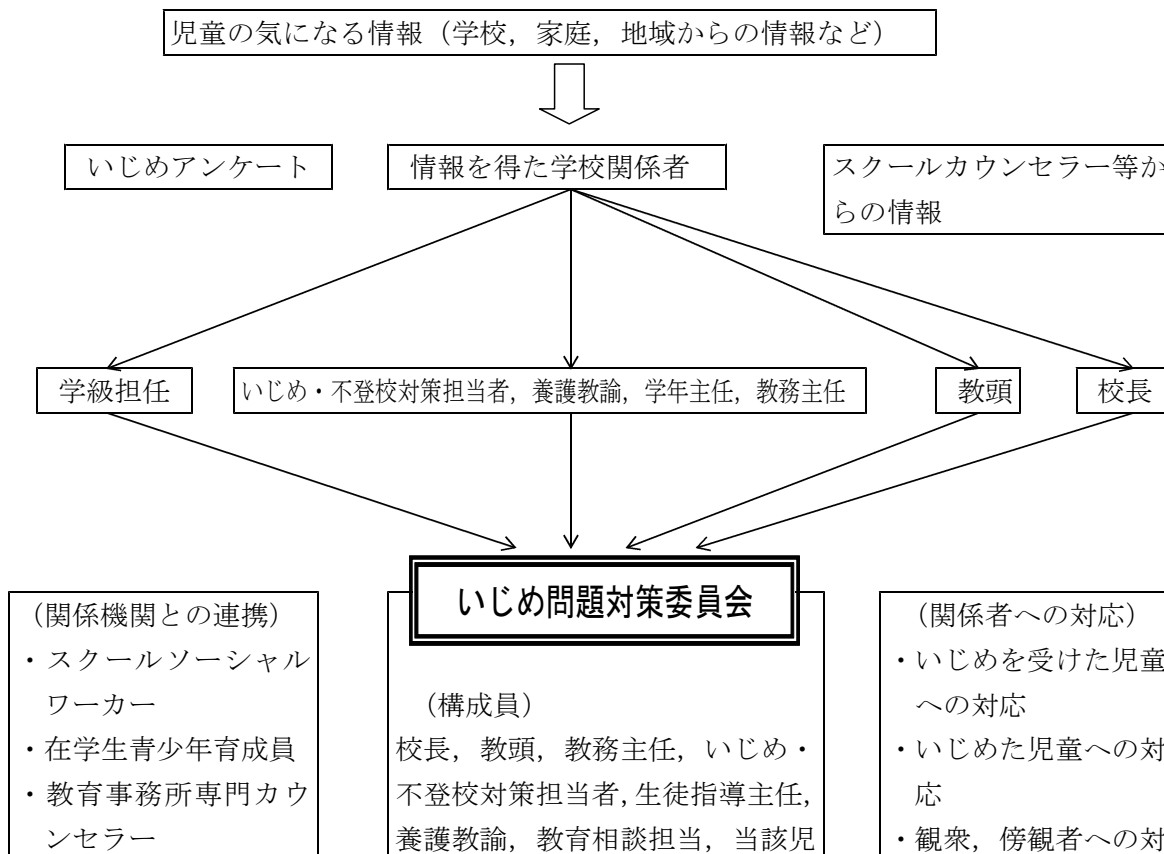 児童の気になる情報（学校，家庭，地域からの情報など）
いじめアンケート
情報を得た学校関係者
スクールカウンセラー等か
らの情報
学級担任
いじめ・不登校対策担当者，養護教諭，学年主任，教務主任
教頭
校長
いじめ問題対策委員会
（関係機関との連携）
・スクールソーシャル
ワーカー
・在学生青少年育成員
・教育事務所専門カウ
ンセラー
（構成員）
校長，教頭，教務主任，いじめ・
不登校対策担当者，生徒指導主任，
養護教諭，教育相談担当，当該児
（関係者への対応）
・いじめを受けた児童
への対応
・いじめた児童への対
応
・観衆，傍観者への対